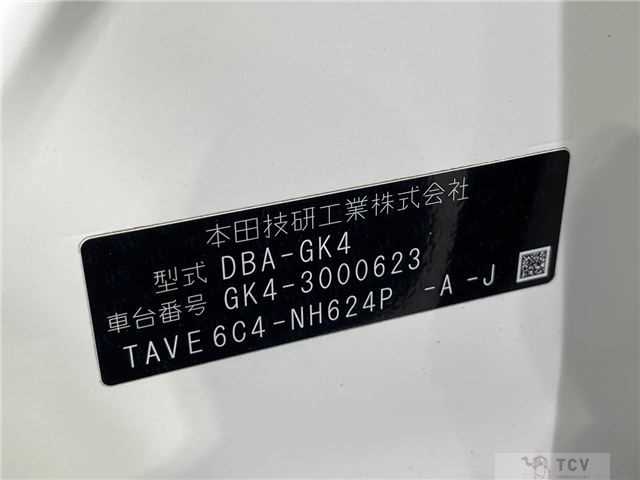 本田技研工業株式会社
型式 DBA-GK4
車台番号 GK4-3000623
TAVE6C4-NH624P -A-J
TCV